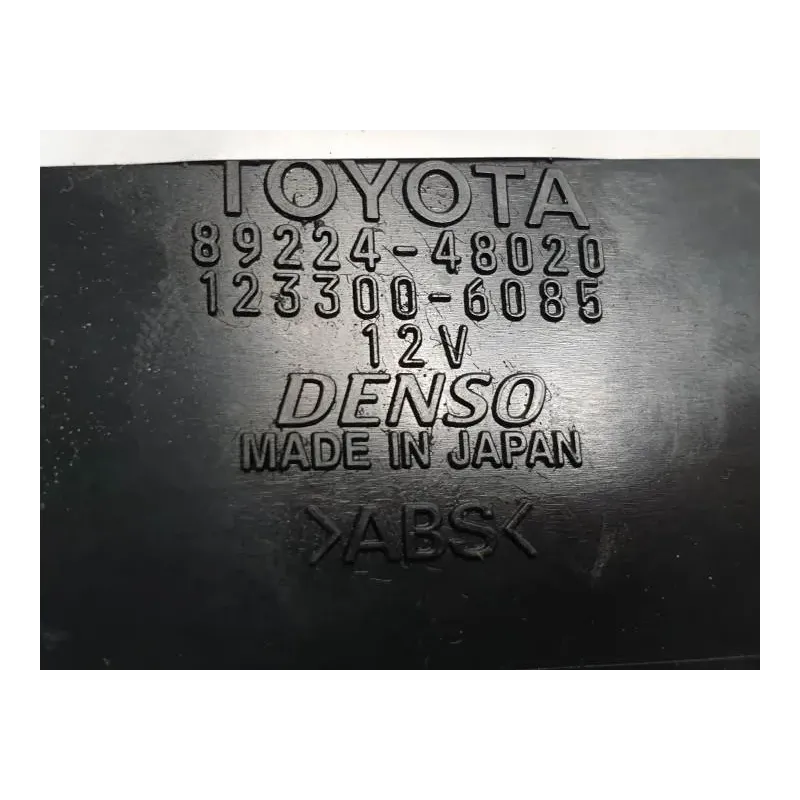 TOYOTA
89224-48020
123300-6085
12V
DENSO
MADE IN JAPAN
>ABS<